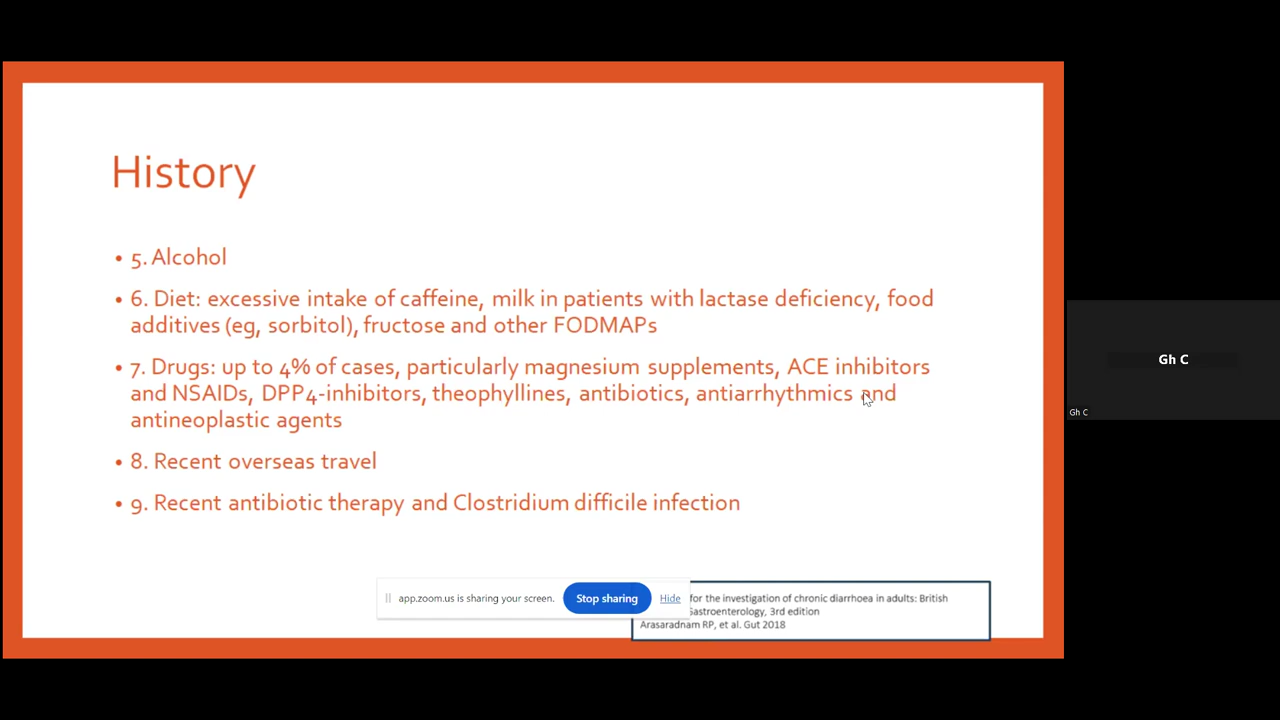 History
• 5. Alcohol
• 6. Diet: excessive intake of caffeine, milk in patients with lactase deficiency, food
additives (eg, sorbitol), fructose and other FODMAPs
• 7. Drugs: up to 4% of cases, particularly magnesium supplements, ACE inhibitors
and NSAIDs, DPP4-inhibitors, theophyllines, antibiotics, antiarrhythmics and
antineoplastic agents
• 8. Recent overseas travel
• 9. Recent antibiotic therapy and Clostridium difficile infection
app.zoom.us is sharing your screen. Stop sharing Hide
for the investigation of chronic diarrhoea in adults: British
Gastroenterology, 3rd edition
Arasaradnam RP, et al. Gut 2018
Gh C
Gh C